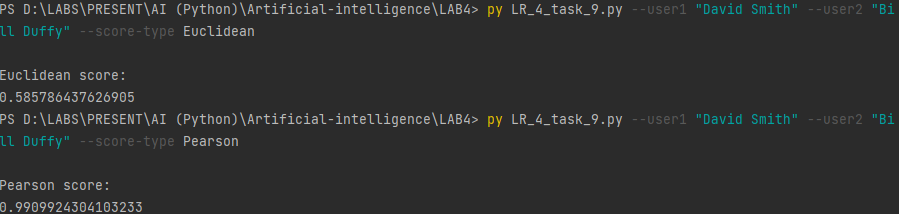 PS D:\LABS\PRESENT\AI (Python)\Artificial-intelligence\LAB4> py LR_4_task_9.py --user1 "David Smith" --user2 "Bi
ll Duffy" --score-type Euclidean
Euclidean score:
0.585786437626905
PS D:\LABS\PRESENT\AI (Python)\Artificial-intelligence\LAB4> py LR_4_task_9.py --user1 "David Smith" --user2 "Bi
ll Duffy" --score-type Pearson
Pearson score:
0.9909924304103233